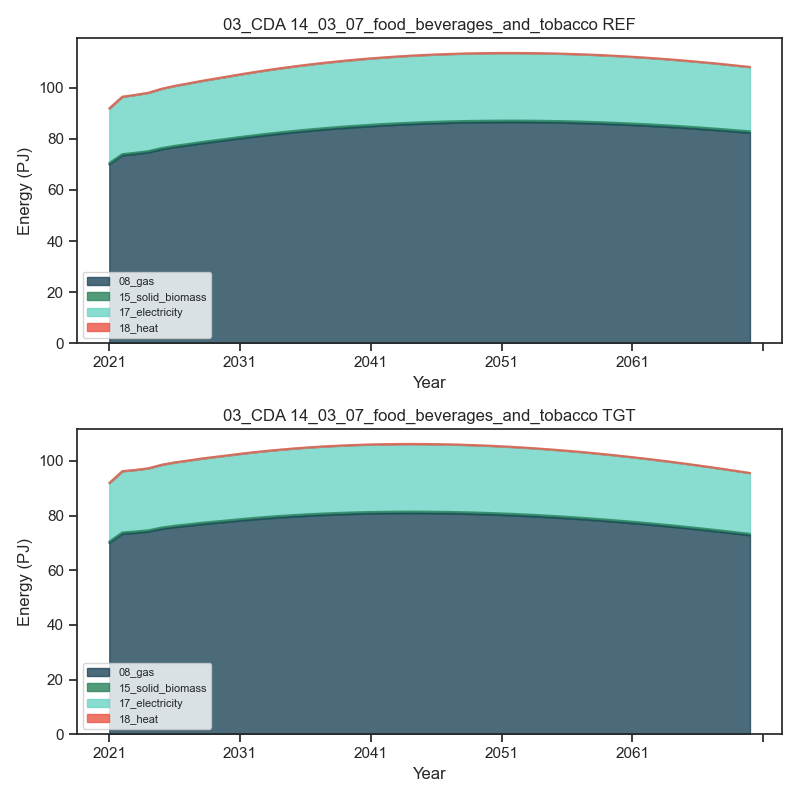 03_CDA 14_03_07_food_beverages_and_tobacco REF
Energy (PJ)
100
80
60
40
20
0
08_gas
15_solid_biomass
17_electricity
18_heat
2021 2031 2041 2051 2061
Year
03_CDA 14_03_07_food_beverages_and_tobacco TGT
Energy (PJ)
100
80
60
40
20
0
08_gas
15_solid_biomass
17_electricity
18_heat
2021 2031 2041 2051 2061
Year